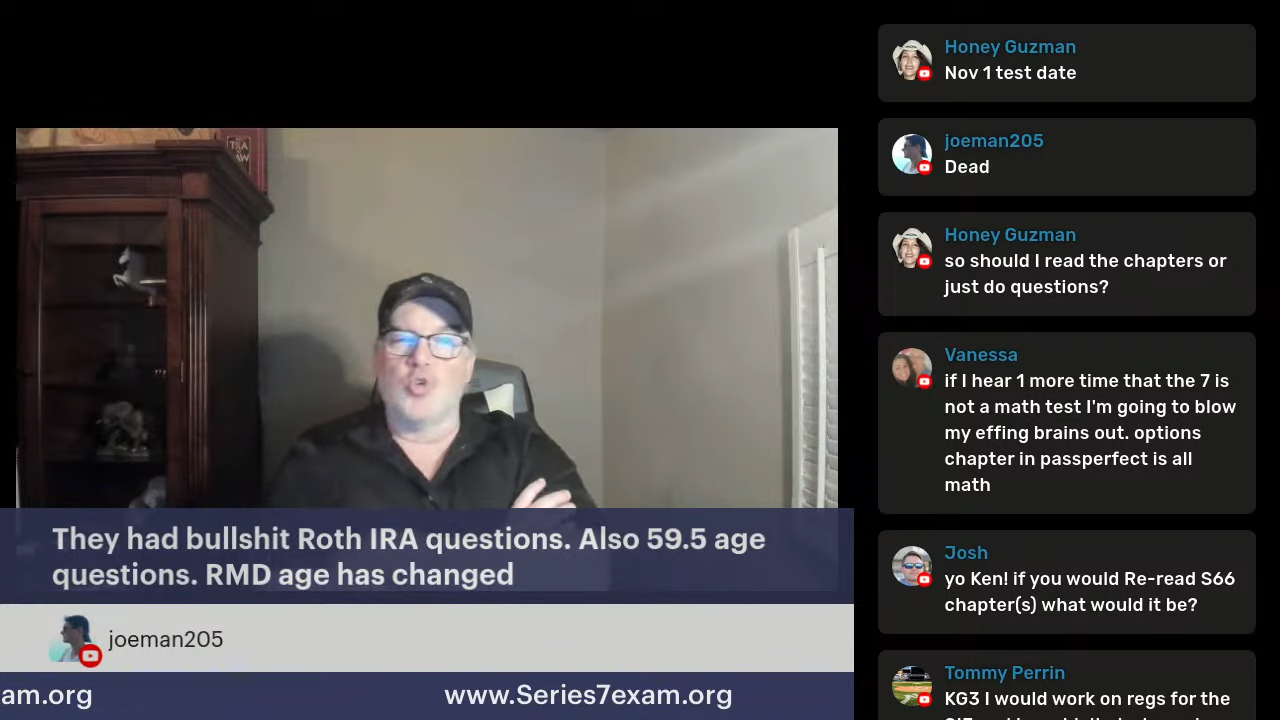 Honey Guzman
Nov 1 test date
joeman205
Dead
Honey Guzman
so should I read the chapters or
just do questions?
Vanessa
if I hear 1 more time that the 7 is
not a math test I'm going to blow
my effing brains out. options
chapter in passperfect is all
math
Josh
yo Ken! if you would Re-read S66
chapter(s) what would it be?
Tommy Perrin
KG3 I would work on regs for the
They had bullshit Roth IRA questions. Also 59.5 age
questions. RMD age has changed
joeman205
am.org
www.Series7exam.org